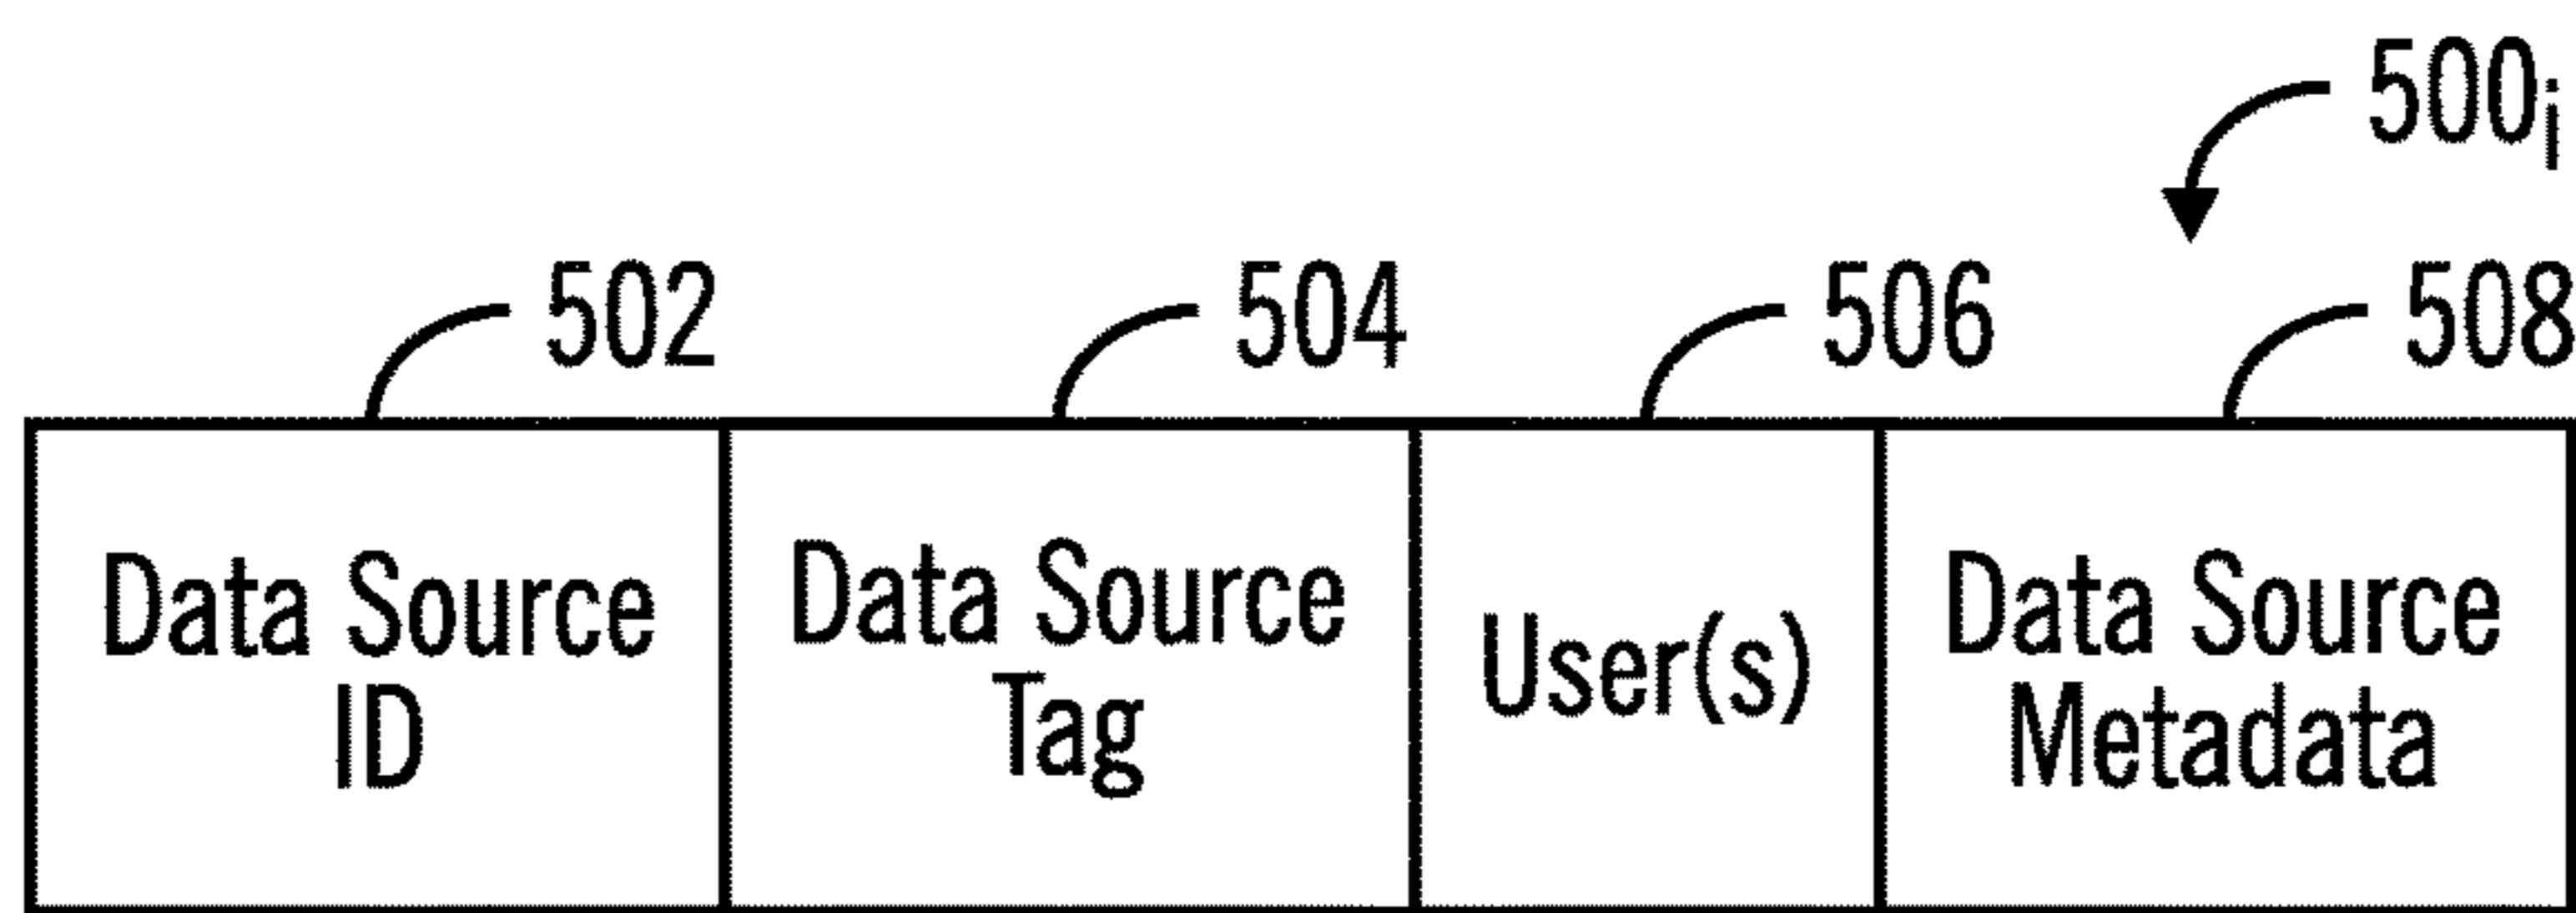 500i
502 504 506 508
Data Source ID
Data Source Tag
User(s)
Data Source Metadata